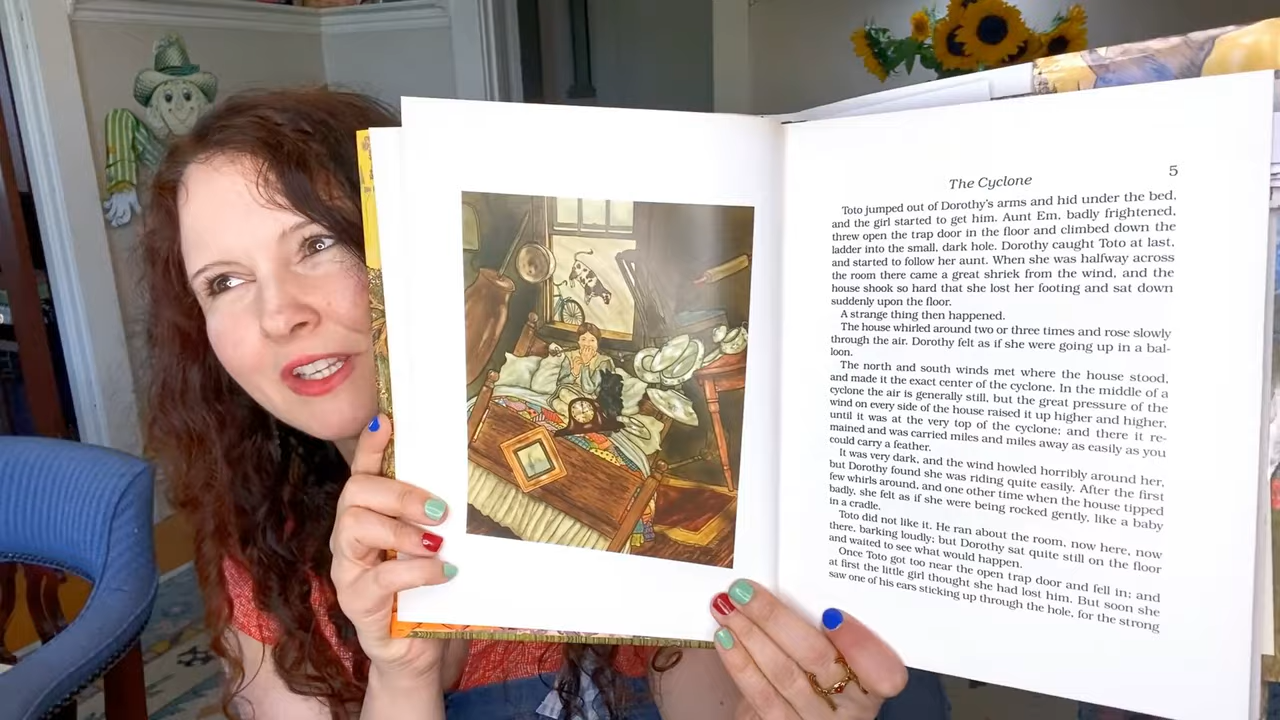 The Cyclone
5
Toto jumped out of Dorothy's arms and hid under the bed,
and the girl started to get him. Aunt Em, badly frightened,
threw open the trap door in the floor and climbed down the
ladder into the small, dark hole. Dorothy caught Toto at last,
and started to follow her aunt. When she was halfway across
the room there came a great shriek from the wind, and the
house shook so hard that she lost her footing and sat down
suddenly upon the floor.
A strange thing then happened.
The house whirled around two or three times and rose slowly
through the air. Dorothy felt as if she were going up in a bal-
loon.
The north and south winds met where the house stood,
and made it the exact center of the cyclone. In the middle of a
cyclone the air is generally still, but the great pressure of the
wind on every side of the house raised it up higher and higher,
until it was at the very top of the cyclone; and there it re-
mained and was carried miles and miles away as easily as you
could carry a feather.
It was very dark, and the wind howled horribly around her,
but Dorothy found she was riding quite easily. After the first
few whirls around, and one other time when the house tipped
badly, she felt as if she were being rocked gently, like a baby
in a cradle.
Toto did not like it. He ran about the room, now here, now
there, barking loudly; but Dorothy sat quite still on the floor
and waited to see what would happen.
Once Toto got too near the open trap door and fell in; and
at first the little girl thought she had lost him. But soon she
saw one of his ears sticking up through the hole, for the strong